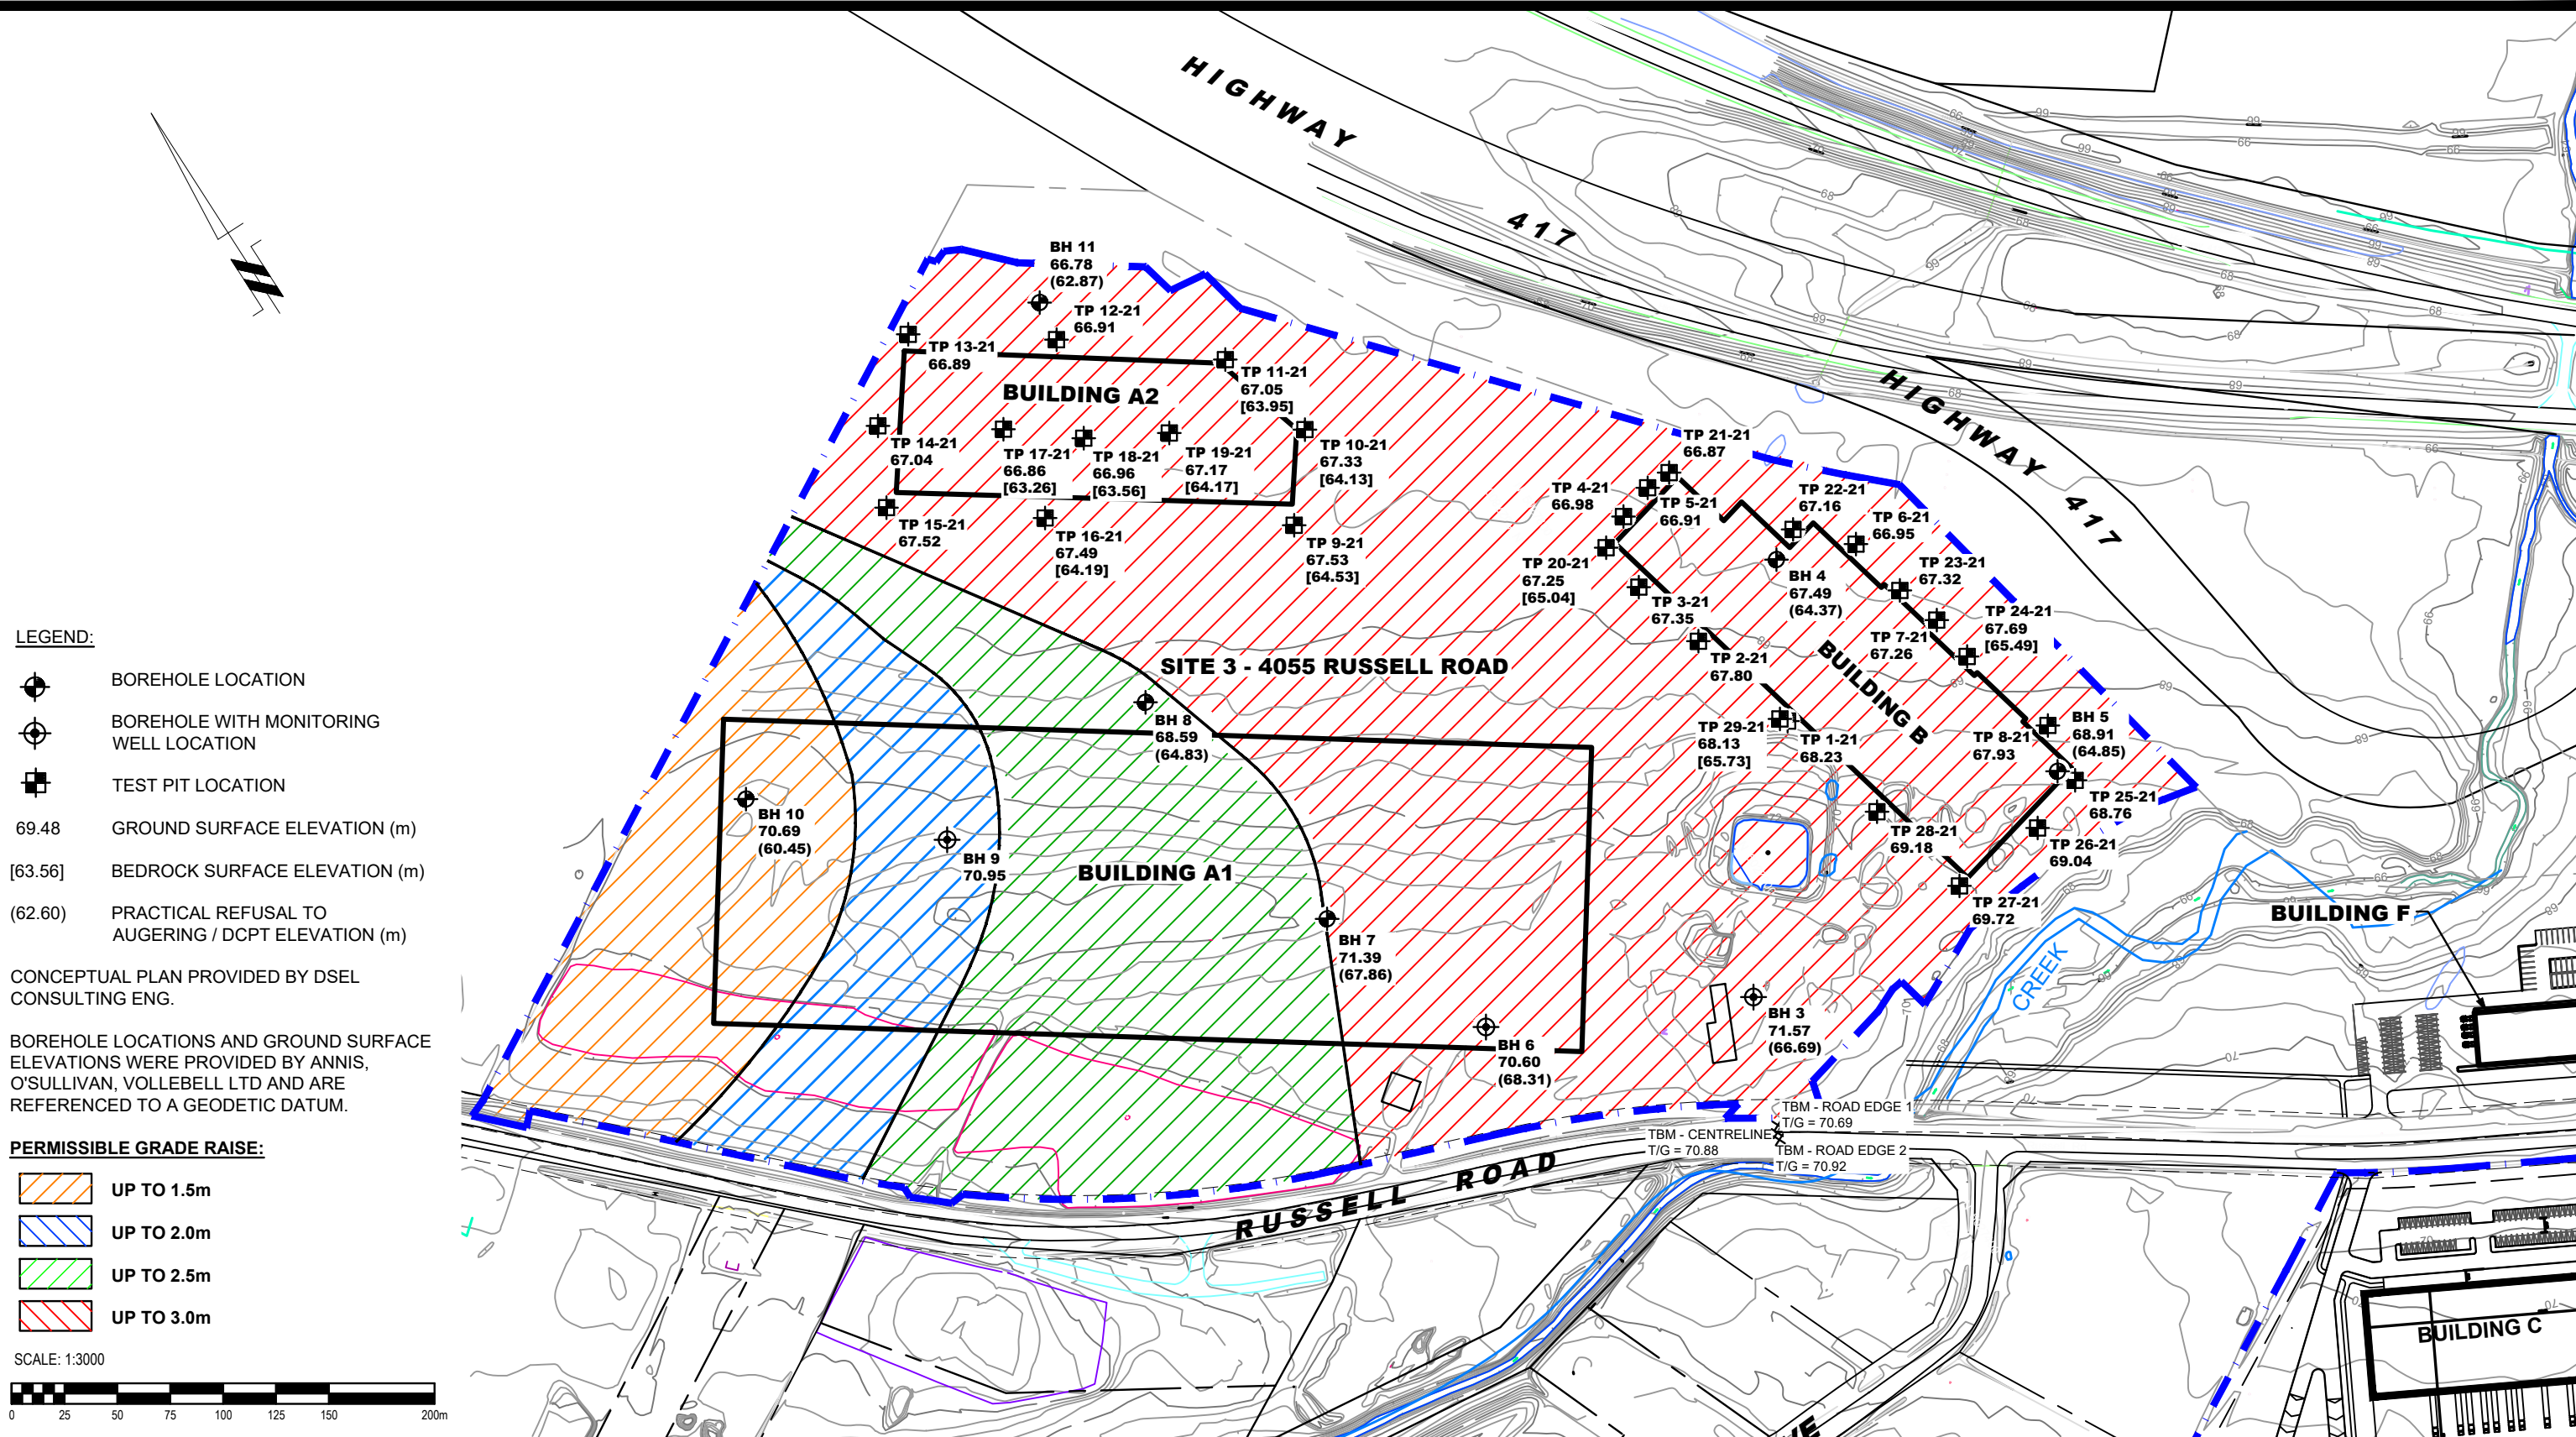 HIGHWAY
417
HIGHWAY 417
BH 11
66.78
(62.87)
TP 12-21
66.91
TP 13-21
66.89
TP 11-21
67.05
[63.95]
BUILDING A2
TP 14-21
67.04
TP 17-21
66.86
[63.26]
TP 18-21
66.96
[63.56]
TP 19-21
67.17
[64.17]
TP 10-21
67.33
[64.13]
TP 15-21
67.52
TP 16-21
67.49
[64.19]
TP 9-21
67.53
[64.53]
TP 21-21
66.87
TP 4-21
66.98
TP 5-21
66.91
TP 22-21
67.16
TP 6-21
66.95
TP 20-21
67.25
[65.04]
TP 3-21
67.35
BH 4
67.49
(64.37)
TP 23-21
67.32
TP 24-21
67.69
[65.49]
TP 7-21
67.26
TP 2-21
67.80
BUILDING B
SITE 3 - 4055 RUSSELL ROAD
BH 8
68.59
(64.83)
TP 29-21
68.13
[65.73]
TP 1-21
68.23
TP 8-21
67.93
BH 5
68.91
(64.85)
TP 25-21
68.76
TP 28-21
69.18
TP 26-21
69.04
TP 27-21
69.72
BH 10
70.69
(60.45)
BH 9
70.95
BUILDING A1
BH 7
71.39
(67.86)
BH 6
70.60
(68.31)
BH 3
71.57
(66.69)
CREEK
BUILDING F
BUILDING C
TBM - ROAD EDGE 1
T/G = 70.69
TBM - CENTRELINE
T/G = 70.88
TBM - ROAD EDGE 2
T/G = 70.92
RUSSELL ROAD
LEGEND:
BOREHOLE LOCATION
BOREHOLE WITH MONITORING
WELL LOCATION
TEST PIT LOCATION
69.48 GROUND SURFACE ELEVATION (m)
[63.56] BEDROCK SURFACE ELEVATION (m)
(62.60) PRACTICAL REFUSAL TO
AUGERING / DCPT ELEVATION (m)
CONCEPTUAL PLAN PROVIDED BY DSEL
CONSULTING ENG.
BOREHOLE LOCATIONS AND GROUND SURFACE
ELEVATIONS WERE PROVIDED BY ANNIS,
O'SULLIVAN, VOLLEBELL LTD AND ARE
REFERENCED TO A GEODETIC DATUM.
PERMISSIBLE GRADE RAISE:
UP TO 1.5m
UP TO 2.0m
UP TO 2.5m
UP TO 3.0m
SCALE: 1:3000
0 25 50 75 100 125 150 200m